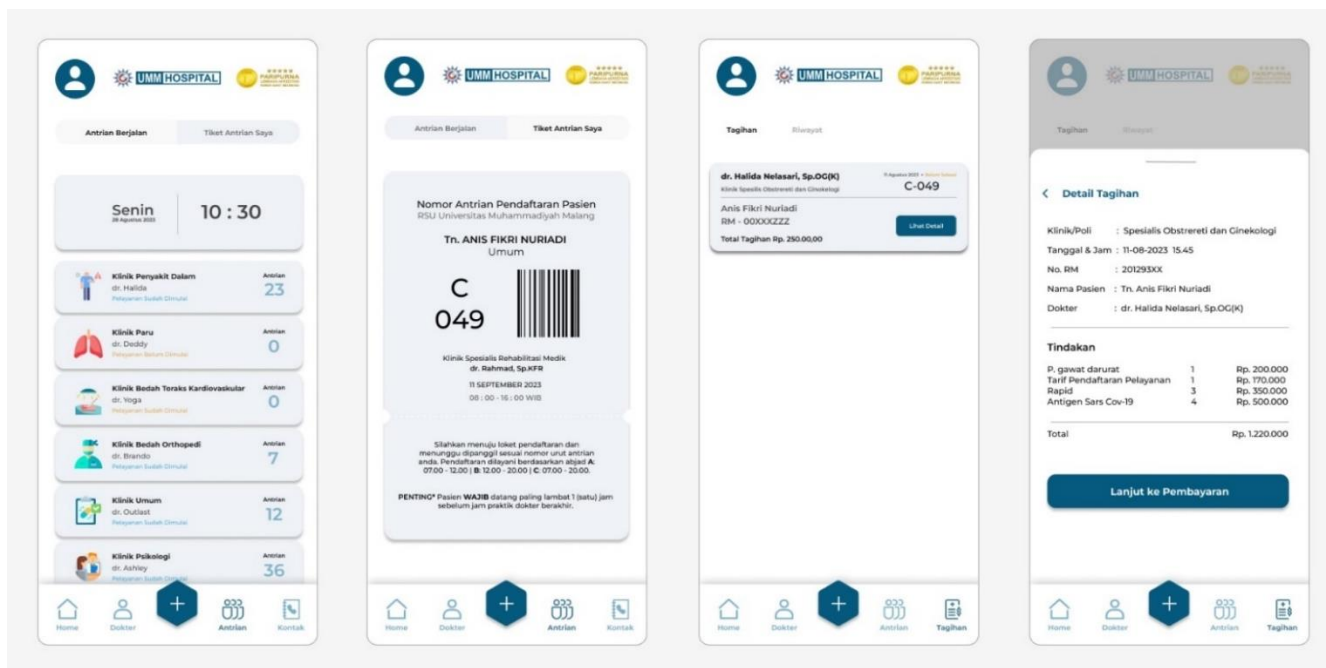 UMM HOSPITAL
PARIPURNA
Antrian Berjalan
Tiket Antrian Saya
Senin
10 : 30
Klinik Penyakit Dalam
dr. Halida
Pelayanan Sudah Dimulai
Antrian
23
Klinik Paru
dr. Deddy
Pelayanan Belum Dimulai
Antrian
0
Klinik Bedah Toraks Kardiovaskular
dr. Yoga
Antrian
0
Klinik Bedah Orthopedi
dr. Brando
Pelayanan Sudah Dimulai
Antrian
7
Klinik Umum
dr. Outlast
Pelayanan Sudah Dimulai
Antrian
12
Klinik Psikologi
dr. Ashley
Pelayanan Sudah Dimulai
Antrian
36
Home
Dokter
Antrian
Kontak
UMM HOSPITAL
PARIPURNA
Antrian Berjalan
Tiket Antrian Saya
Nomor Antrian Pendaftaran Pasien
RSU Universitas Muhammadiyah Malang
Tn. ANIS FIKRI NURIADI
Umum
C
049
Klinik Spesialis Rehabilitasi Medik
dr. Rahmad, Sp.KFR
11 SEPTEMBER 2023
08 : 00 - 16 : 00 WIB
Silahkan menuju loket pendaftaran dan
menunggu dipanggil sesuai nomor urut antrian
anda. Pendaftaran dilayani berdasarkan abjad A:
07.00 - 12.00 | B: 12.00 - 20.00 | C: 07.00 - 20.00.
PENTING* Pasien WAJIB datang paling lambat 1 (satu) jam
sebelum jam praktik dokter berakhir.
Home
Dokter
Antrian
Kontak
UMM HOSPITAL
PARIPURNA
Tagihan
Riwayat
dr. Halida Nelasari, Sp.OG(K)
Klinik Spesialis Obstrereti dan Ginekologi
11 Agustus 2023
C-049
Anis Fikri Nuriadi
RM - 00XXXZZZ
Total Tagihan Rp. 250.00,00
Lihat Detail
Home
Dokter
Antrian
Tagihan
UMM HOSPITAL
PARIPURNA
Tagihan
Riwayat
Detail Tagihan
Klinik/Poli : Spesialis Obstrereti dan Ginekologi
Tanggal & Jam : 11-08-2023 15.45
No. RM : 201293XX
Nama Pasien : Tn. Anis Fikri Nuriadi
Dokter : dr. Halida Nelasari, Sp.OG(K)
Tindakan
P. gawat darurat 1 Rp. 200.000
Tarif Pendaftaran Pelayanan 1 Rp. 170.000
Rapid 3 Rp. 350.000
Antigen Sars Cov-19 4 Rp. 500.000
Total Rp. 1.220.000
Lanjut ke Pembayaran
Home
Dokter
Antrian
Tagihan